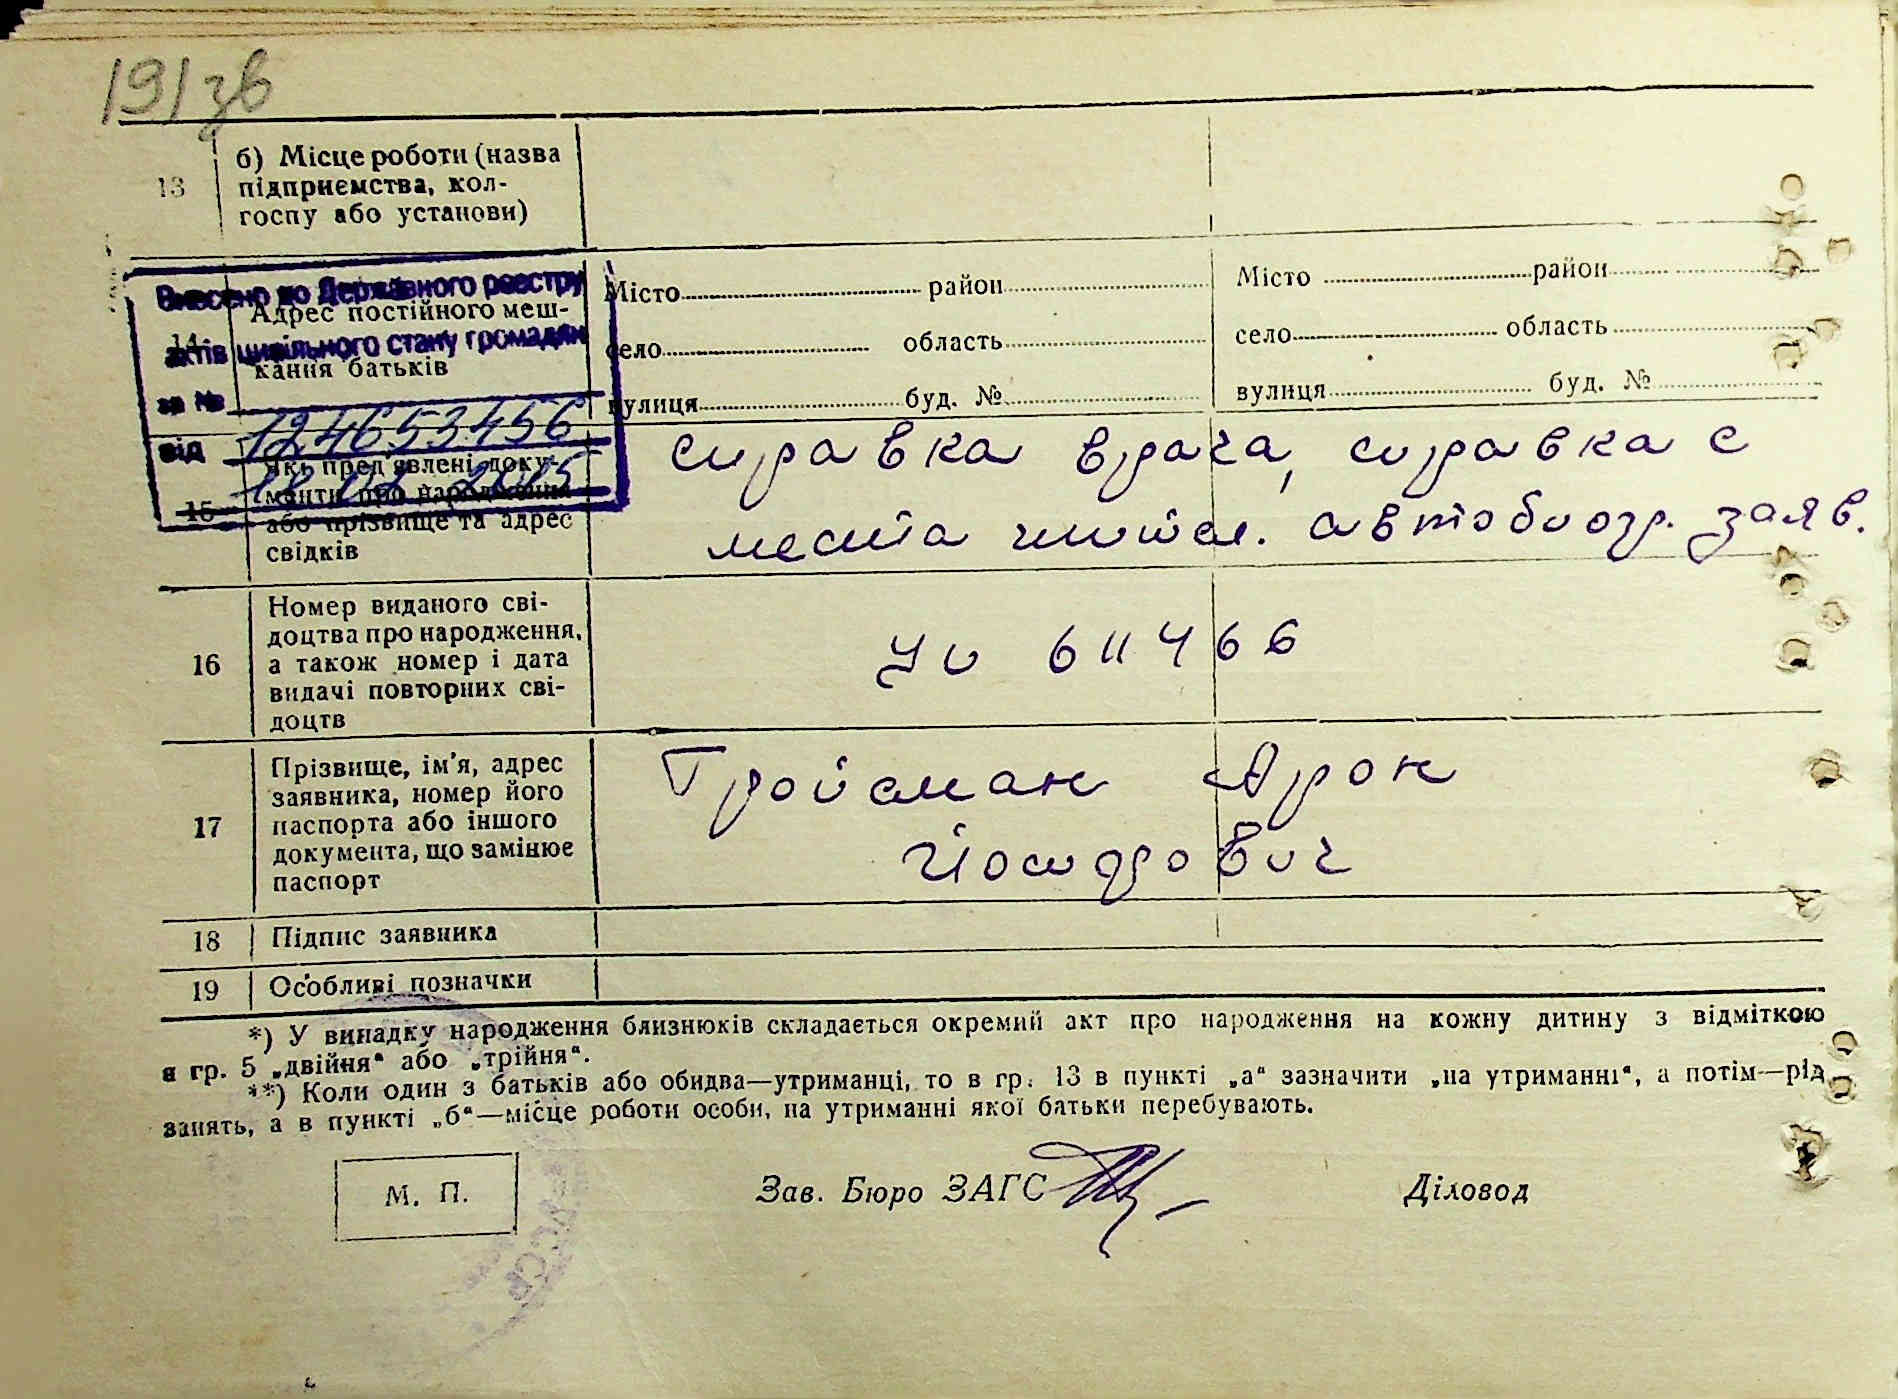 191 зв
13
б) Місце роботи (назва
підприємства, кол-
госпу або установи)
Внесено до Державного реєстру
актів цивільного стану громадян
за № 124653456
від 12 02 2015
14
Адрес постійного меш-
кання батьків
Місто район
село область
вулиця буд. №
Місто район
село область
вулиця буд. №
15
Які пред'явлені доку-
менти про народження
або прізвище та адрес
свідків
справка врача, справка с
места жител. автобиогр. заяв.
16
Номер виданого сві-
доцтва про народження,
а також номер і дата
видачі повторних сві-
доцтв
611466
17
Прізвище, ім'я, адрес
заявника, номер його
паспорта або іншого
документа, що замінює
паспорт
Гройсман Арон
18
Підпис заявника
19
Особливі позначки
*) У випадку народження близнюків складається окремий акт про народження на кожну дитину з відміткою
в гр. 5 „двійня“ або „трійня“.
**) Коли один з батьків або обидва—утриманці, то в гр. 13 в пункті „а“ зазначити „на утриманні“, а потім—рід
занять, а в пункті „б“—місце роботи особи, на утриманні якої батьки перебувають.
М. П.
Зав. Бюро ЗАГС
Діловод